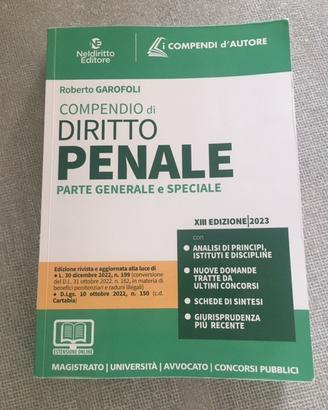 Neldiritto
Editore
i COMPENDI d'AUTORE
Roberto GAROFOLI
COMPENDIO di
DIRITTO
PENALE
PARTE GENERALE e SPECIALE
XIII EDIZIONE|2023
con
• ANALISI DI PRINCIPI,
ISTITUTI E DISCIPLINE
• NUOVE DOMANDE
TRATTE DA
ULTIMI CONCORSI
• SCHEDE DI SINTESI
• GIURISPRUDENZA
PIÙ RECENTE
Edizione rivista e aggiornata alla luce di
• L. 30 dicembre 2022, n. 199 (conversione
del D.L. 31 ottobre 2022, n. 162, in materia di
benefici penitenziari e raduni illegali)
• D.Lgs. 10 ottobre 2022, n. 150 (c.d.
Cartabia)
ESTENSIONE ONLINE
MAGISTRATO | UNIVERSITÀ | AVVOCATO | CONCORSI PUBBLICI